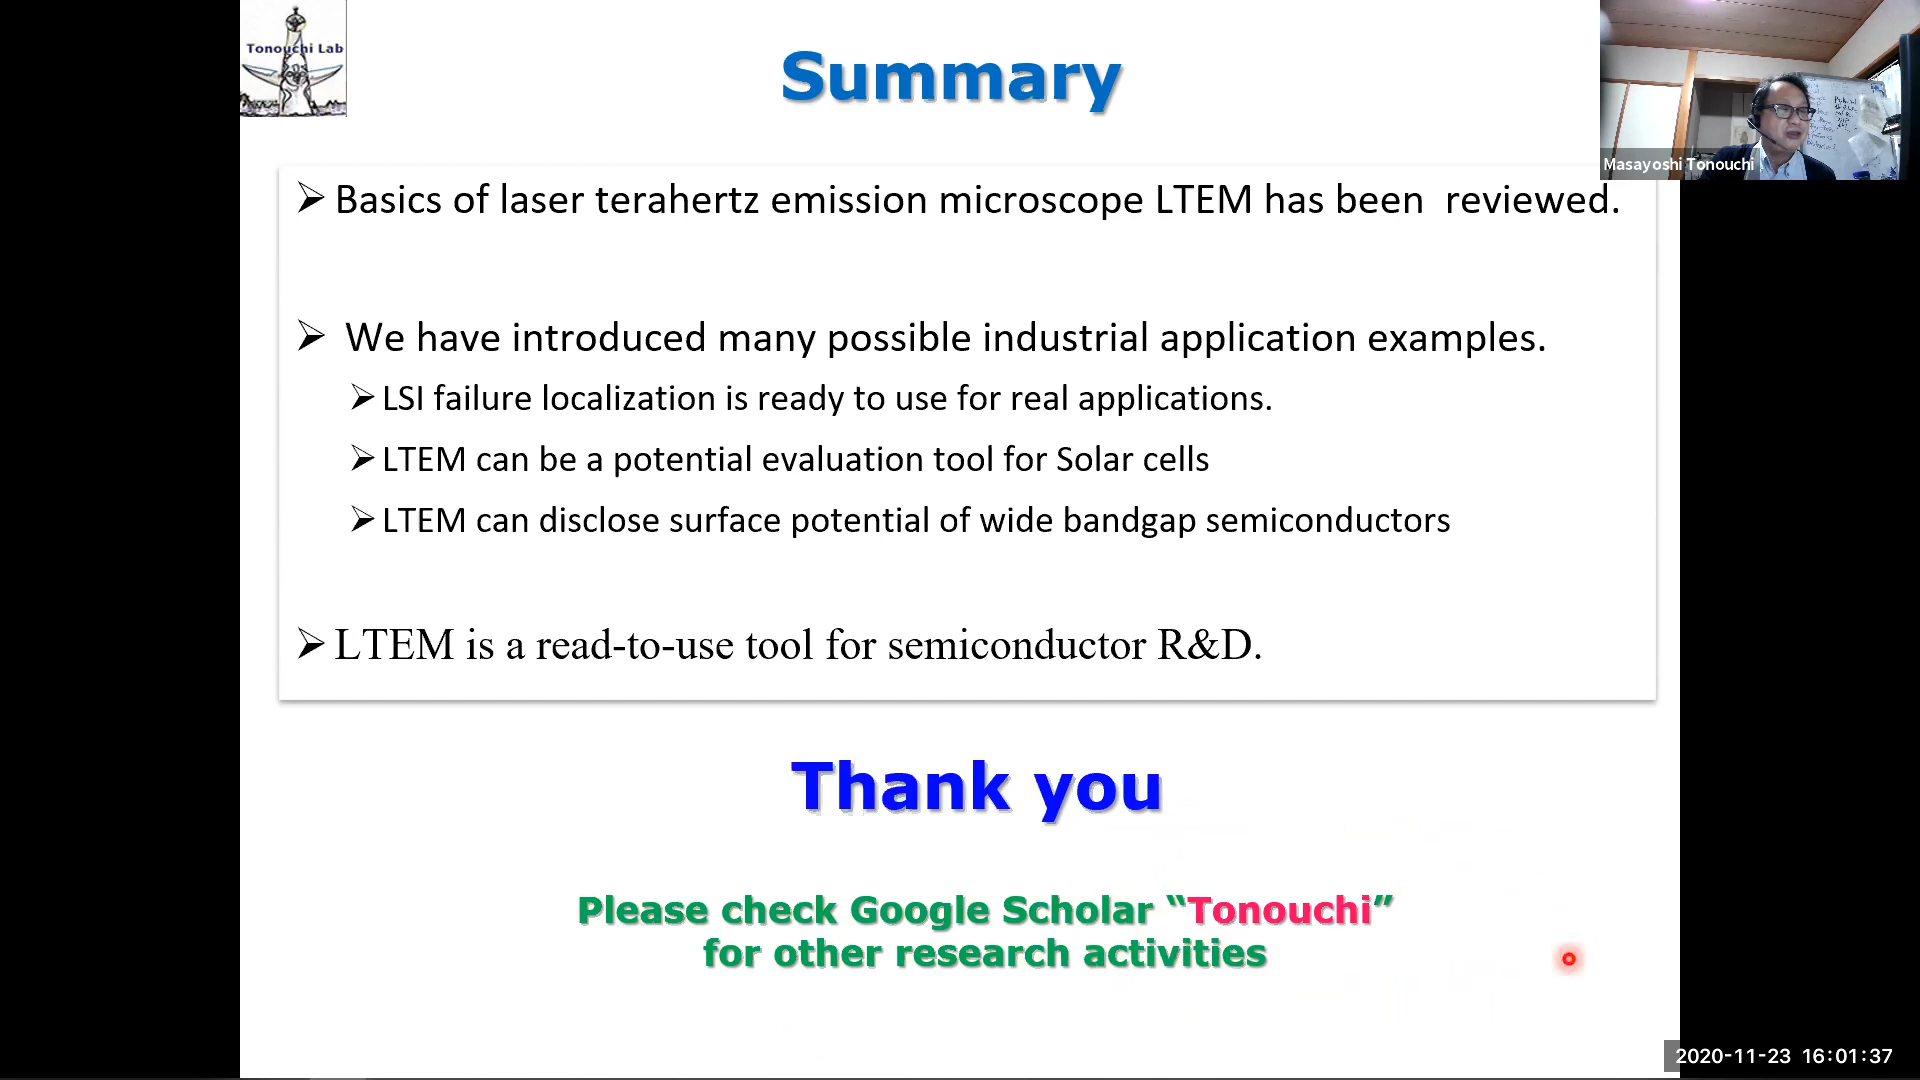 Tonouchi Lab
Summary
Masayoshi Tonouchi
➢ Basics of laser terahertz emission microscope LTEM has been reviewed.
➢ We have introduced many possible industrial application examples.
➢ LSI failure localization is ready to use for real applications.
➢ LTEM can be a potential evaluation tool for Solar cells
➢ LTEM can disclose surface potential of wide bandgap semiconductors
➢ LTEM is a read-to-use tool for semiconductor R&D.
Thank you
Please check Google Scholar “Tonouchi”
for other research activities
2020-11-23 16:01:37